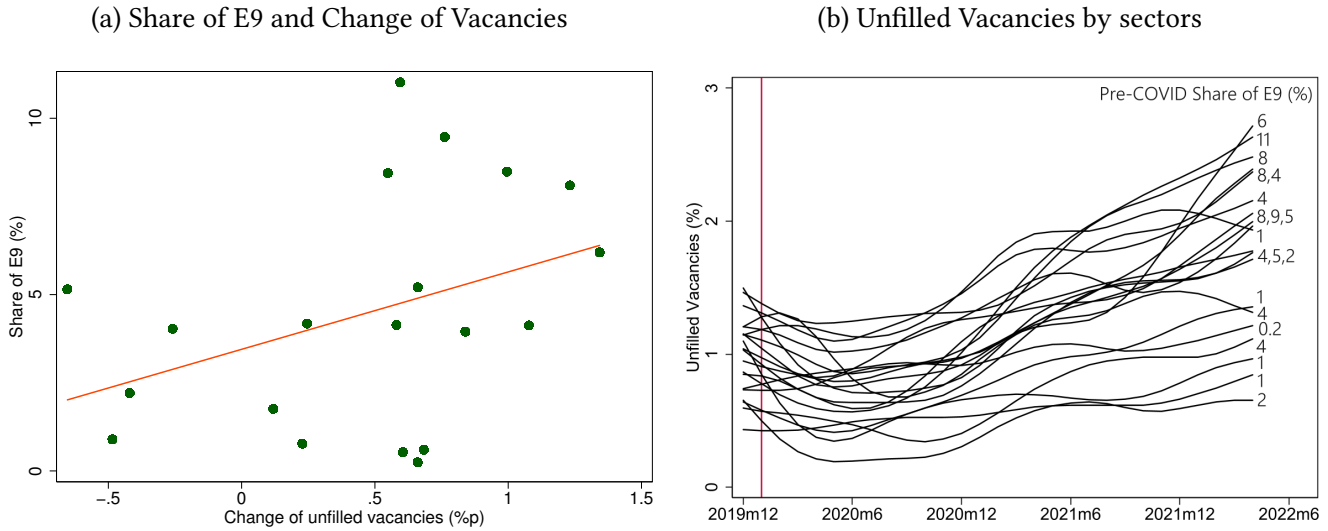 (a) Share of E9 and Change of Vacancies
Share of E9 (%)
10
5
0
−.5 0 .5 1 1.5
Change of unfilled vacancies (%p)
(b) Unfilled Vacancies by sectors
Unfilled Vacancies (%)
3
2
1
0
Pre-COVID Share of E9 (%)
6
11
8
8,4
4
8,9,5
1
4,5,2
1
4
0.2
4
1
1
2
2019m12 2020m6 2020m12 2021m6 2021m12 2022m6